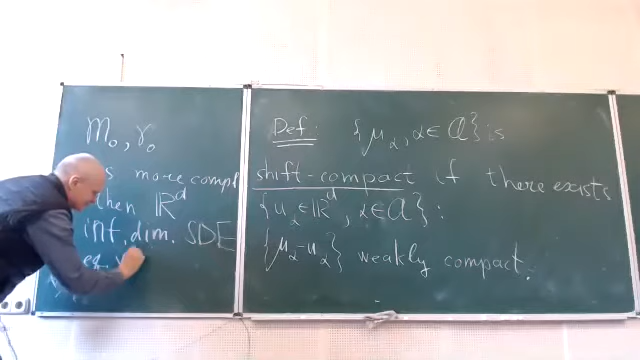 m₀, γ₀
s more compl
then ℝᵈ
inf. dim. SDE
eq. v
Def: {μ_α, α∈𝒜} is
shift-compact if there exists
{u_α∈ℝᵈ, α∈𝒜}:
{μ_α-u_α} weakly compact.